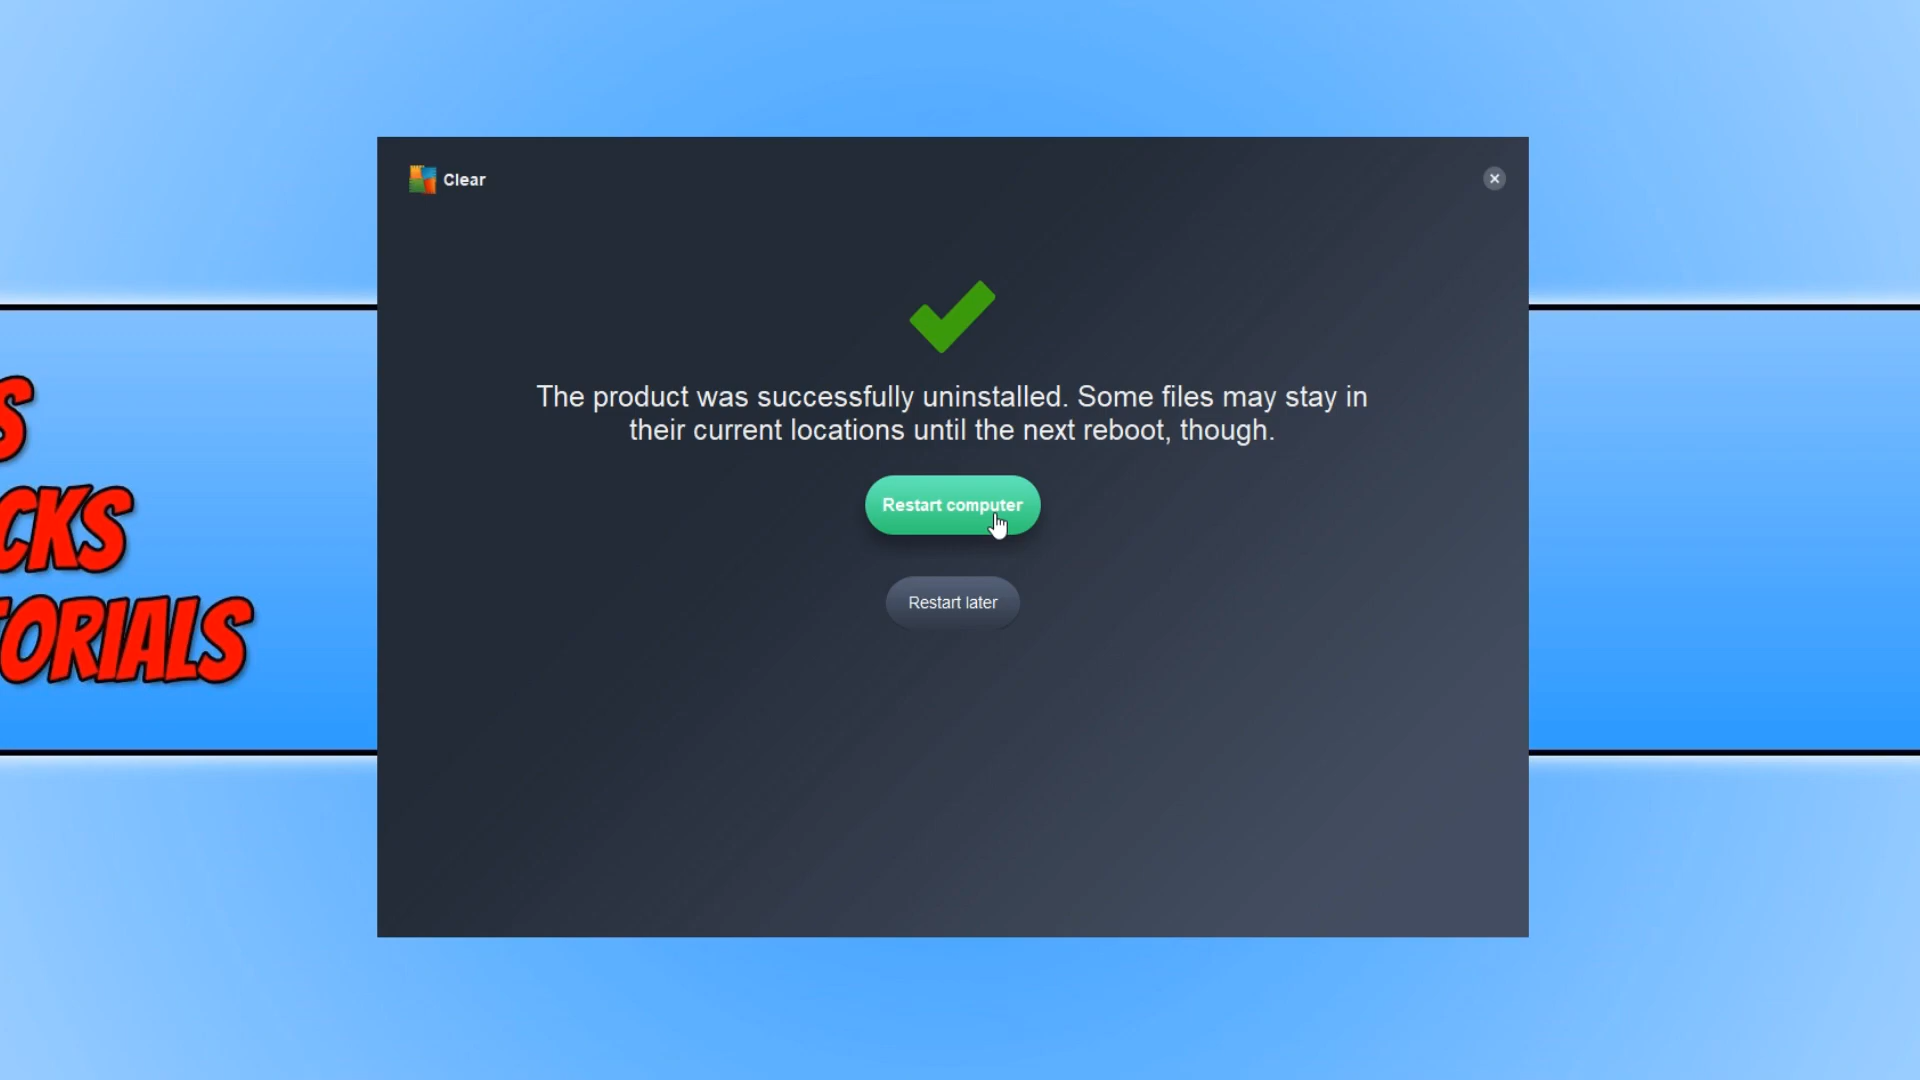 Clear
The product was successfully uninstalled. Some files may stay in
their current locations until the next reboot, though.
Restart computer
Restart later
S
CKS
TORIALS